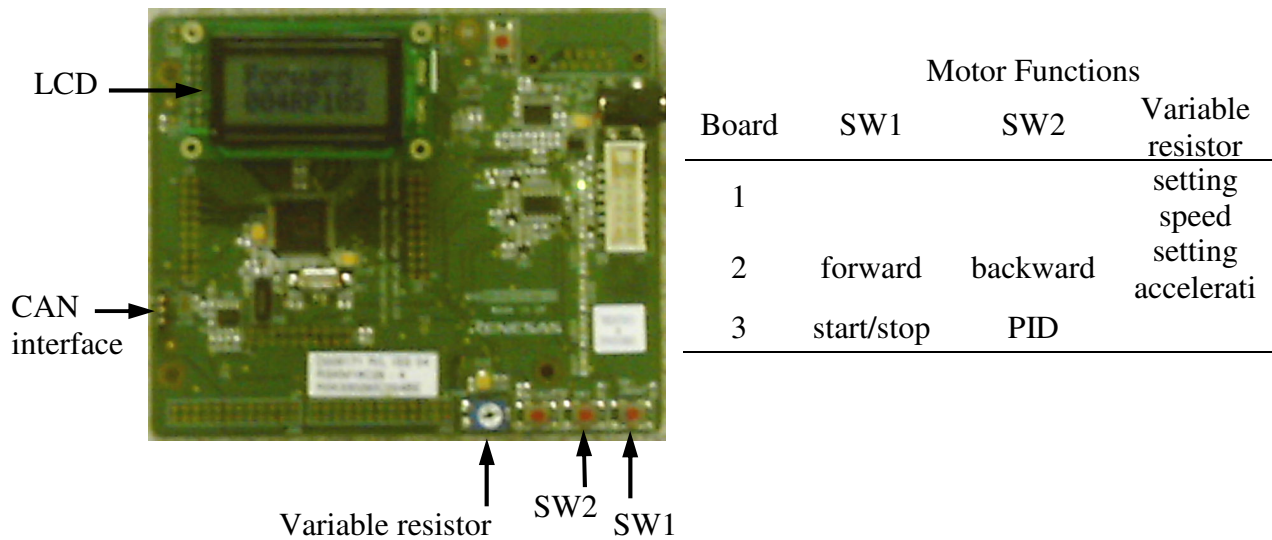 LCD
Forward:
CAN
interface
RENESAS
Variable resistor
SW2
SW1
Motor Functions
Board SW1 SW2 Variable
resistor
1 setting
speed
2 forward backward setting
accelerati
3 start/stop PID